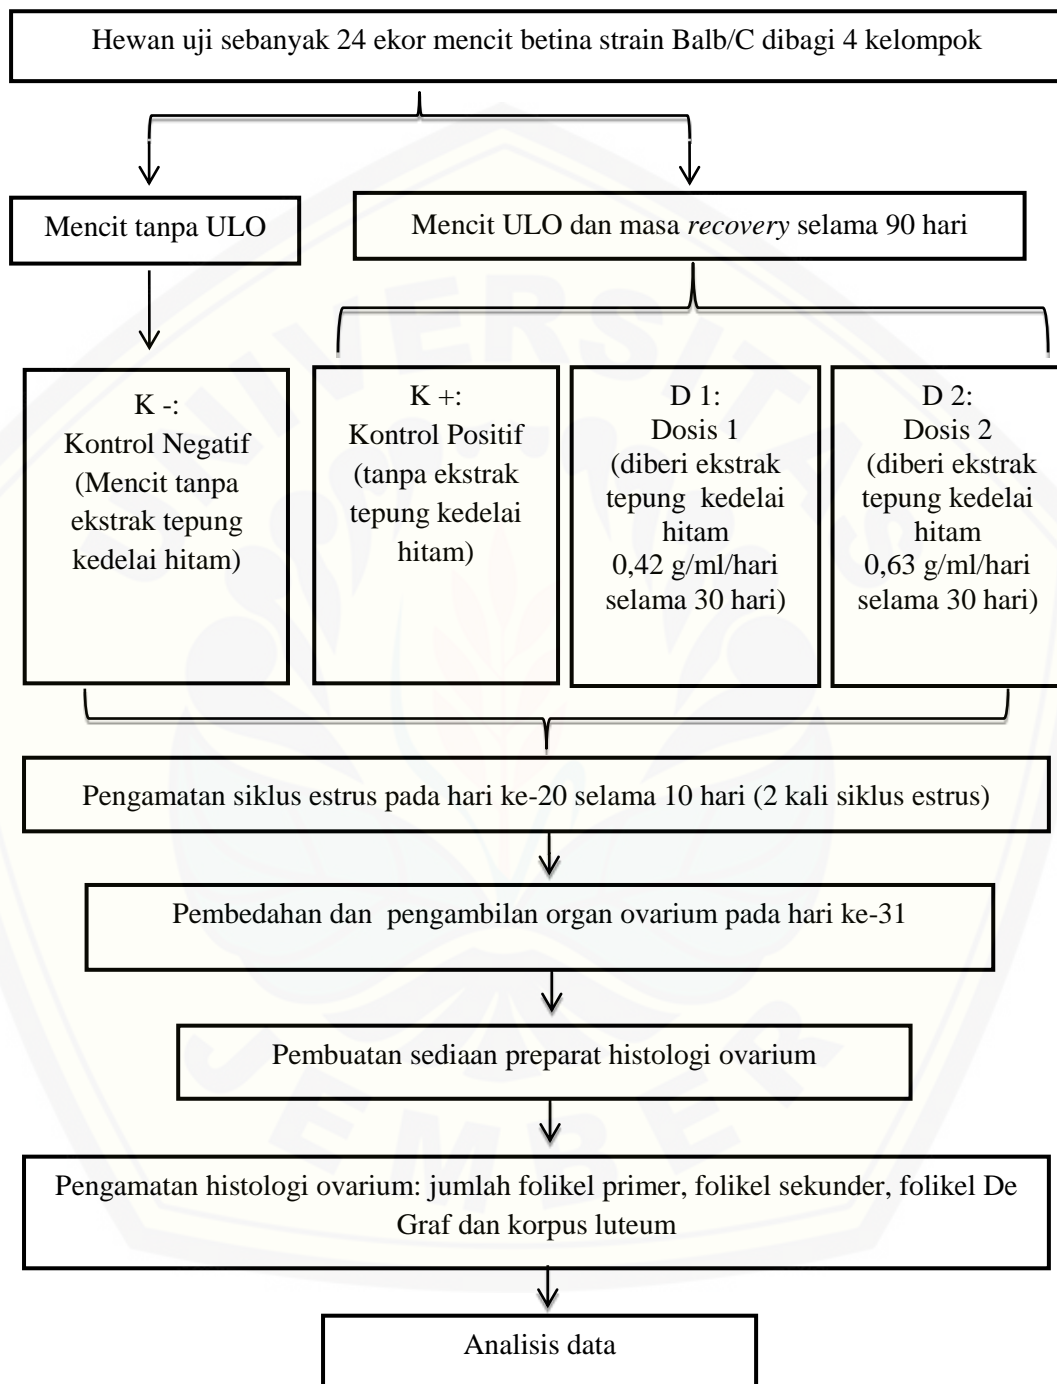 Hewan uji sebanyak 24 ekor mencit betina strain Balb/C dibagi 4 kelompok
Mencit tanpa ULO
Mencit ULO dan masa recovery selama 90 hari
K -:
Kontrol Negatif
(Mencit tanpa
ekstrak tepung
kedelai hitam)
K +:
Kontrol Positif
(tanpa ekstrak
tepung kedelai
hitam)
D 1:
Dosis 1
(diberi ekstrak
tepung kedelai
hitam
0,42 g/ml/hari
selama 30 hari)
D 2:
Dosis 2
(diberi ekstrak
tepung kedelai
hitam
0,63 g/ml/hari
selama 30 hari)
Pengamatan siklus estrus pada hari ke-20 selama 10 hari (2 kali siklus estrus)
Pembedahan dan pengambilan organ ovarium pada hari ke-31
Pembuatan sediaan preparat histologi ovarium
Pengamatan histologi ovarium: jumlah folikel primer, folikel sekunder, folikel De
Graf dan korpus luteum
Analisis data
UNIVERSITAS
JEMBER